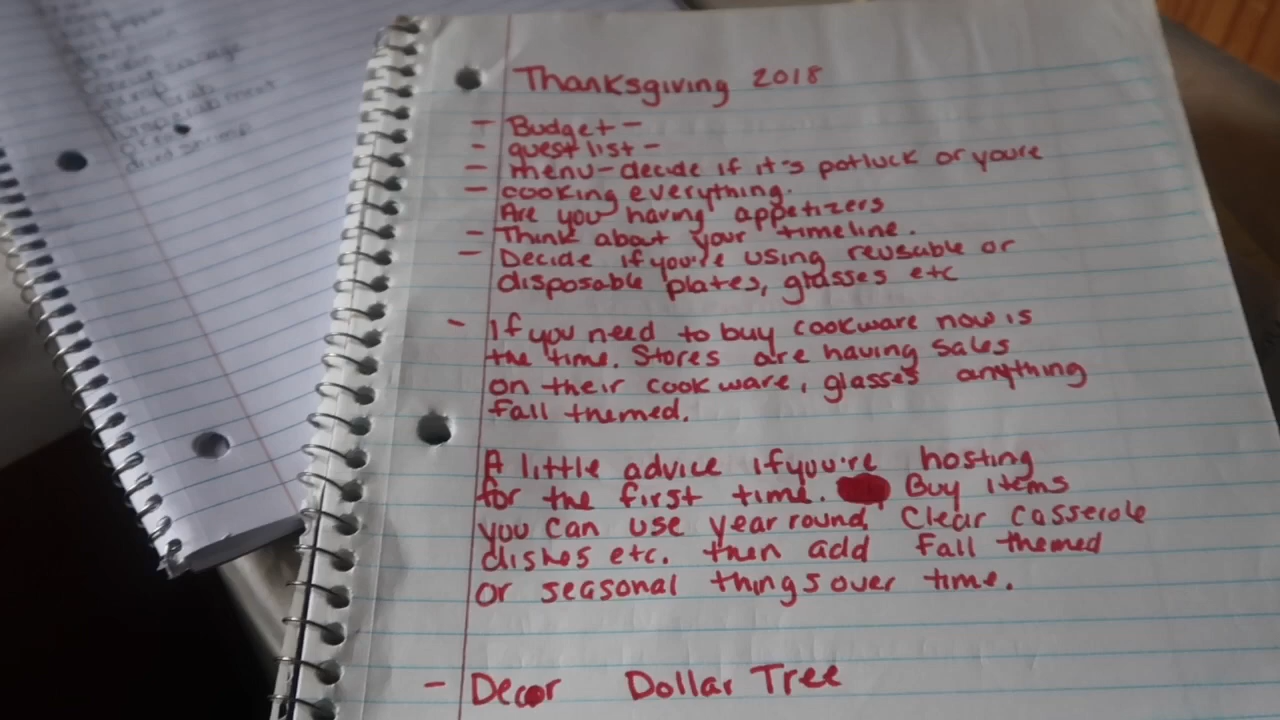 Thanksgiving 2018
- Budget -
- guest list -
- menu - decide if it's potluck or you're
- cooking everything.
Are you having appetizers
- Think about your timeline.
- Decide if you're using reusable or
disposable plates, glasses etc
- If you need to buy cookware now is
the time. Stores are having sales
on their cookware, glasses anything
fall themed.
A little advice if you're hosting
for the first time. Buy items
you can use year round, Clear casserole
dishes etc. then add fall themed
or seasonal things over time.
- Decor Dollar Tree
dried shrimp